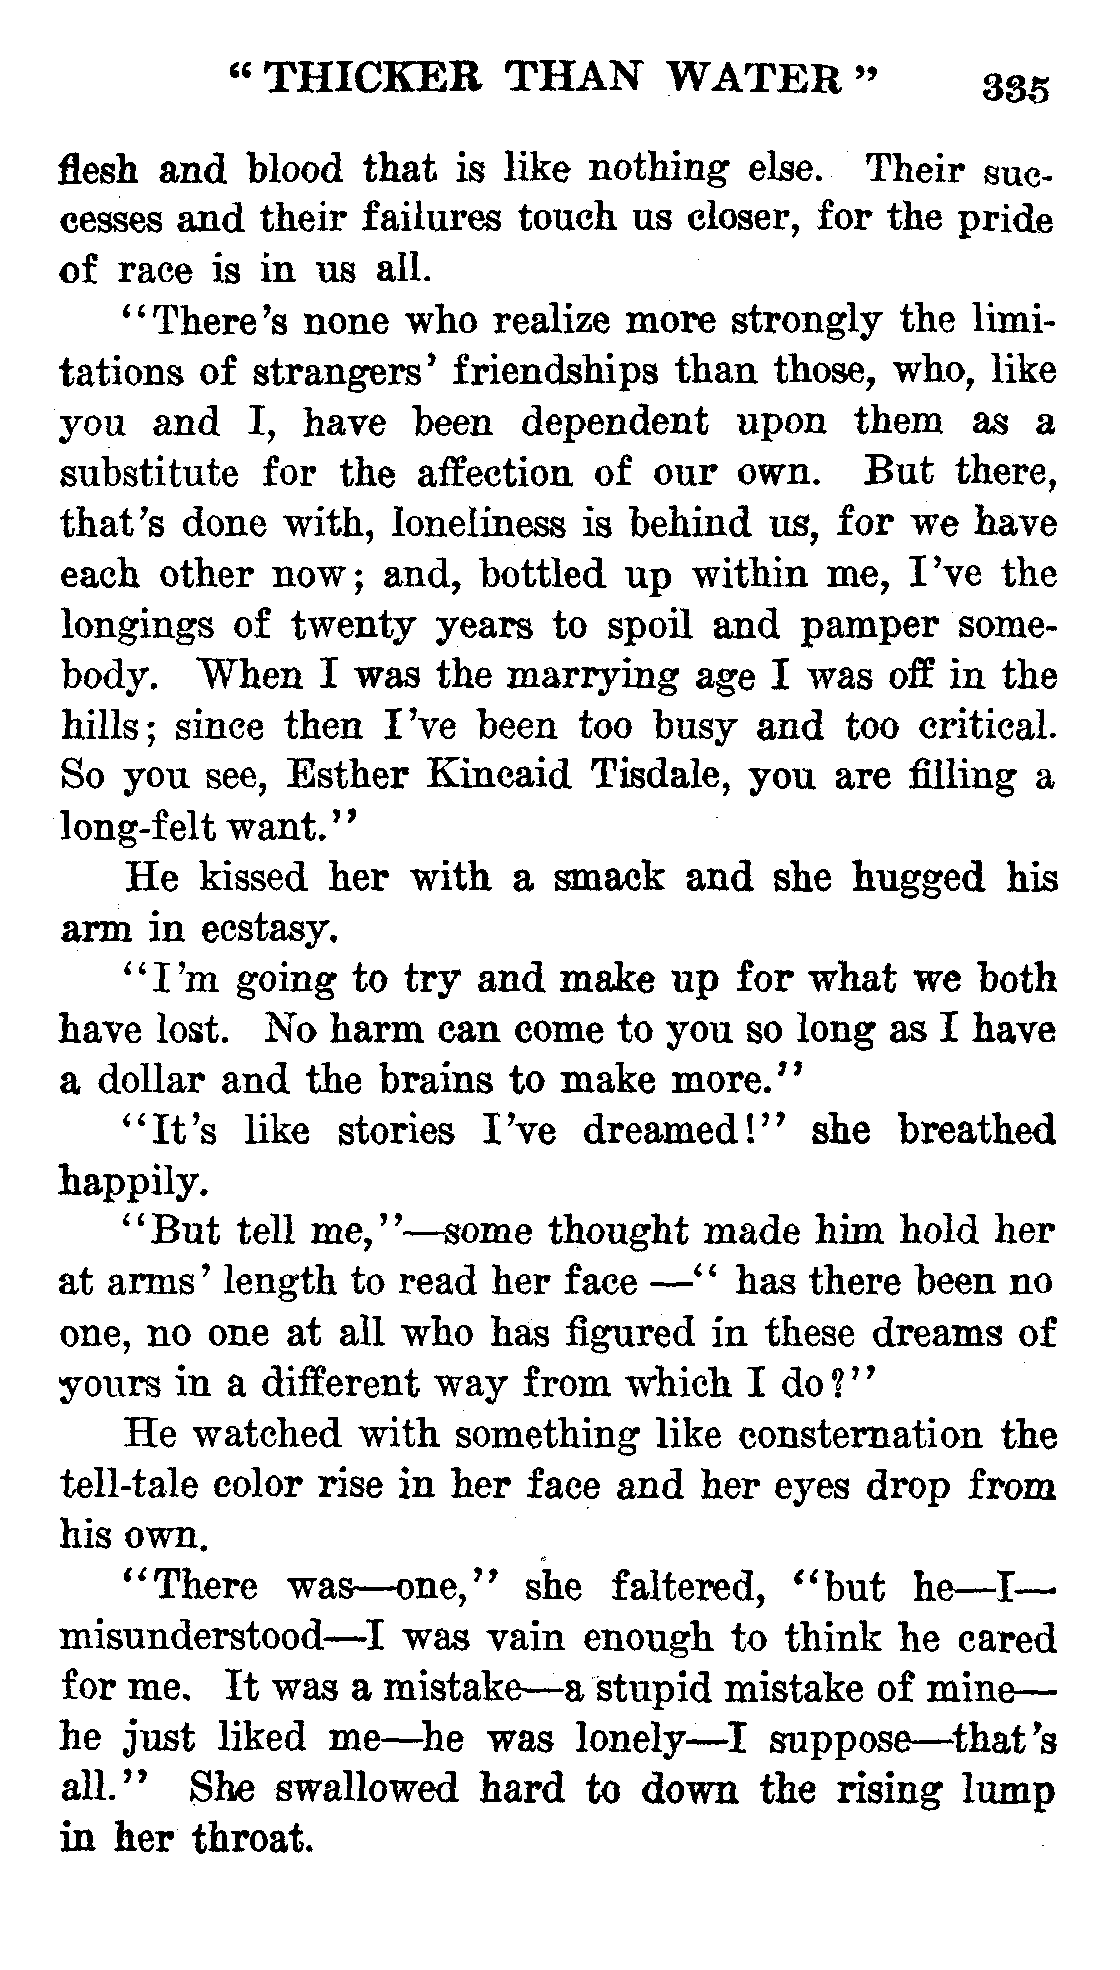 “THICKER THAN WATER” 335
flesh and blood that is like nothing else. Their suc-
cesses and their failures touch us closer, for the pride
of race is in us all.
“There’s none who realize more strongly the limi-
tations of strangers’ friendships than those, who, like
you and I, have been dependent upon them as a
substitute for the affection of our own. But there,
that’s done with, loneliness is behind us, for we have
each other now; and, bottled up within me, I’ve the
longings of twenty years to spoil and pamper some-
body. When I was the marrying age I was off in the
hills; since then I’ve been too busy and too critical.
So you see, Esther Kincaid Tisdale, you are filling a
long-felt want.”
He kissed her with a smack and she hugged his
arm in ecstasy.
“I’m going to try and make up for what we both
have lost. No harm can come to you so long as I have
a dollar and the brains to make more.”
“It’s like stories I’ve dreamed!” she breathed
happily.
“But tell me,”—some thought made him hold her
at arms’ length to read her face —“ has there been no
one, no one at all who has figured in these dreams of
yours in a different way from which I do?”
He watched with something like consternation the
tell-tale color rise in her face and her eyes drop from
his own.
“There was—one,” she faltered, “but he—I—
misunderstood—I was vain enough to think he cared
for me. It was a mistake—a stupid mistake of mine—
he just liked me—he was lonely—I suppose—that’s
all.” She swallowed hard to down the rising lump
in her throat.